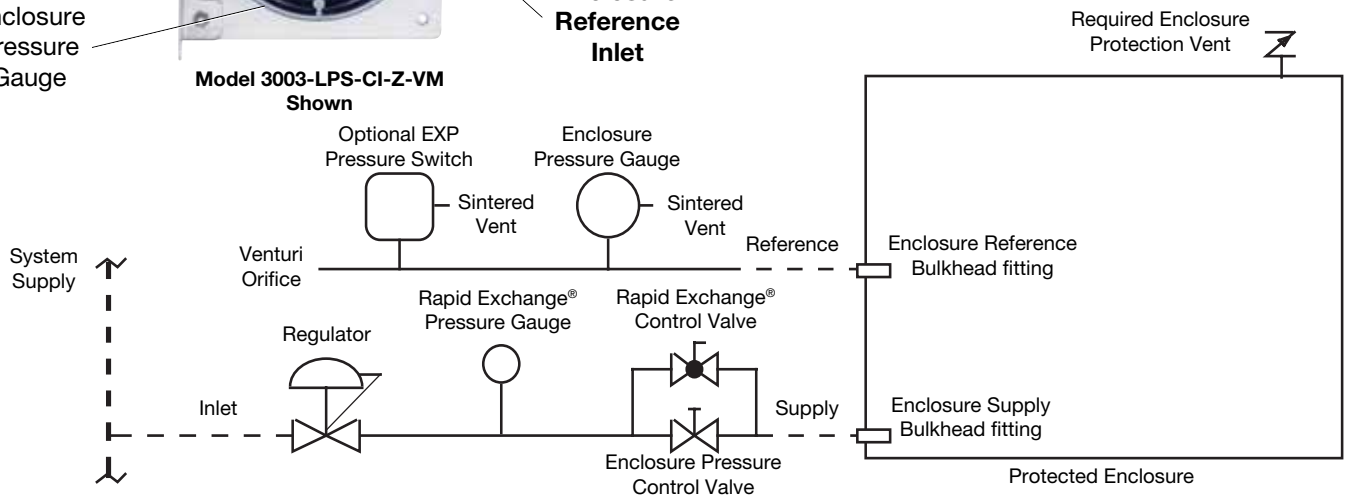 Reference
Inlet
Gauge
Model 3003-LPS-CI-Z-VM
Shown
Required Enclosure
Protection Vent
Optional EXP
Pressure Switch
Sintered
Vent
Enclosure
Pressure Gauge
Sintered
Vent
System
Supply
Venturi
Orifice
Reference
Enclosure Reference
Bulkhead fitting
Rapid Exchange®
Pressure Gauge
Rapid Exchange®
Control Valve
Regulator
Inlet
Supply
Enclosure Supply
Bulkhead fitting
Enclosure Pressure
Control Valve
Protected Enclosure